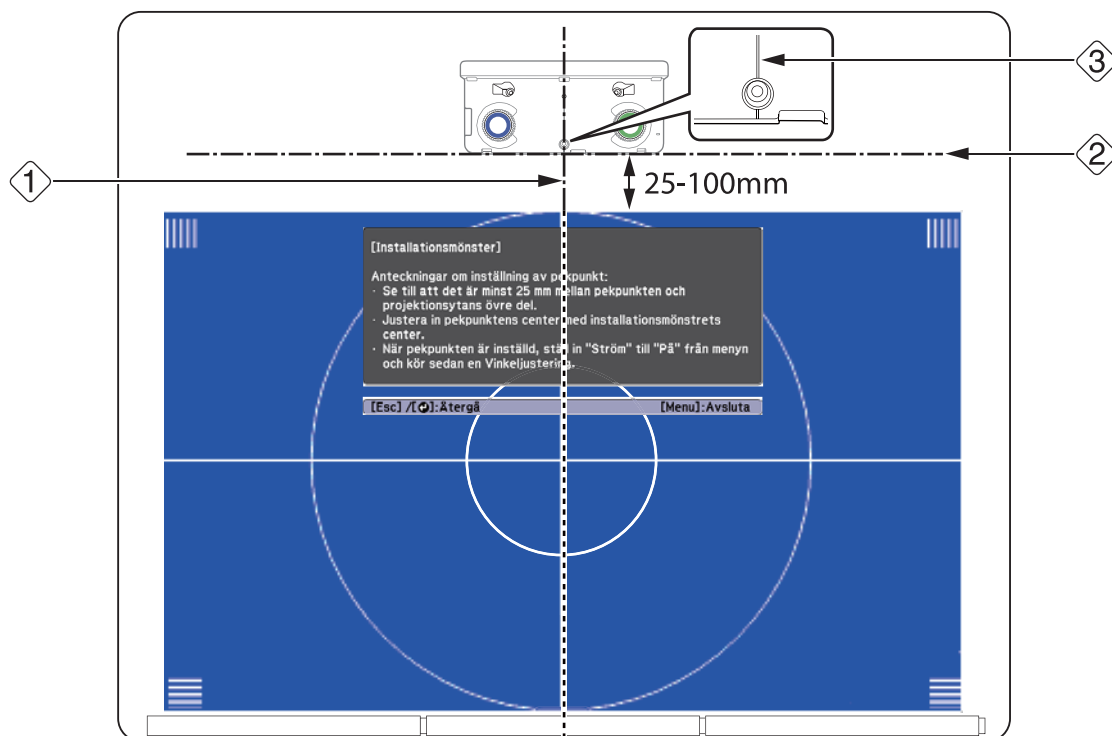 3
2
1
25-100mm
[Installationsmönster]
Anteckningar om inställning av pekpunkt:
· Se till att det är minst 25 mm mellan pekpunkten och
projektionsytans övre del.
· Justera in pekpunktens center med installationsmönstrets
center.
· När pekpunkten är inställd, ställ in "Ström" till "På" från menyn
och kör sedan en Vinkeljustering.
[Esc] /[⏎]:Återgå [Menu]:Avsluta